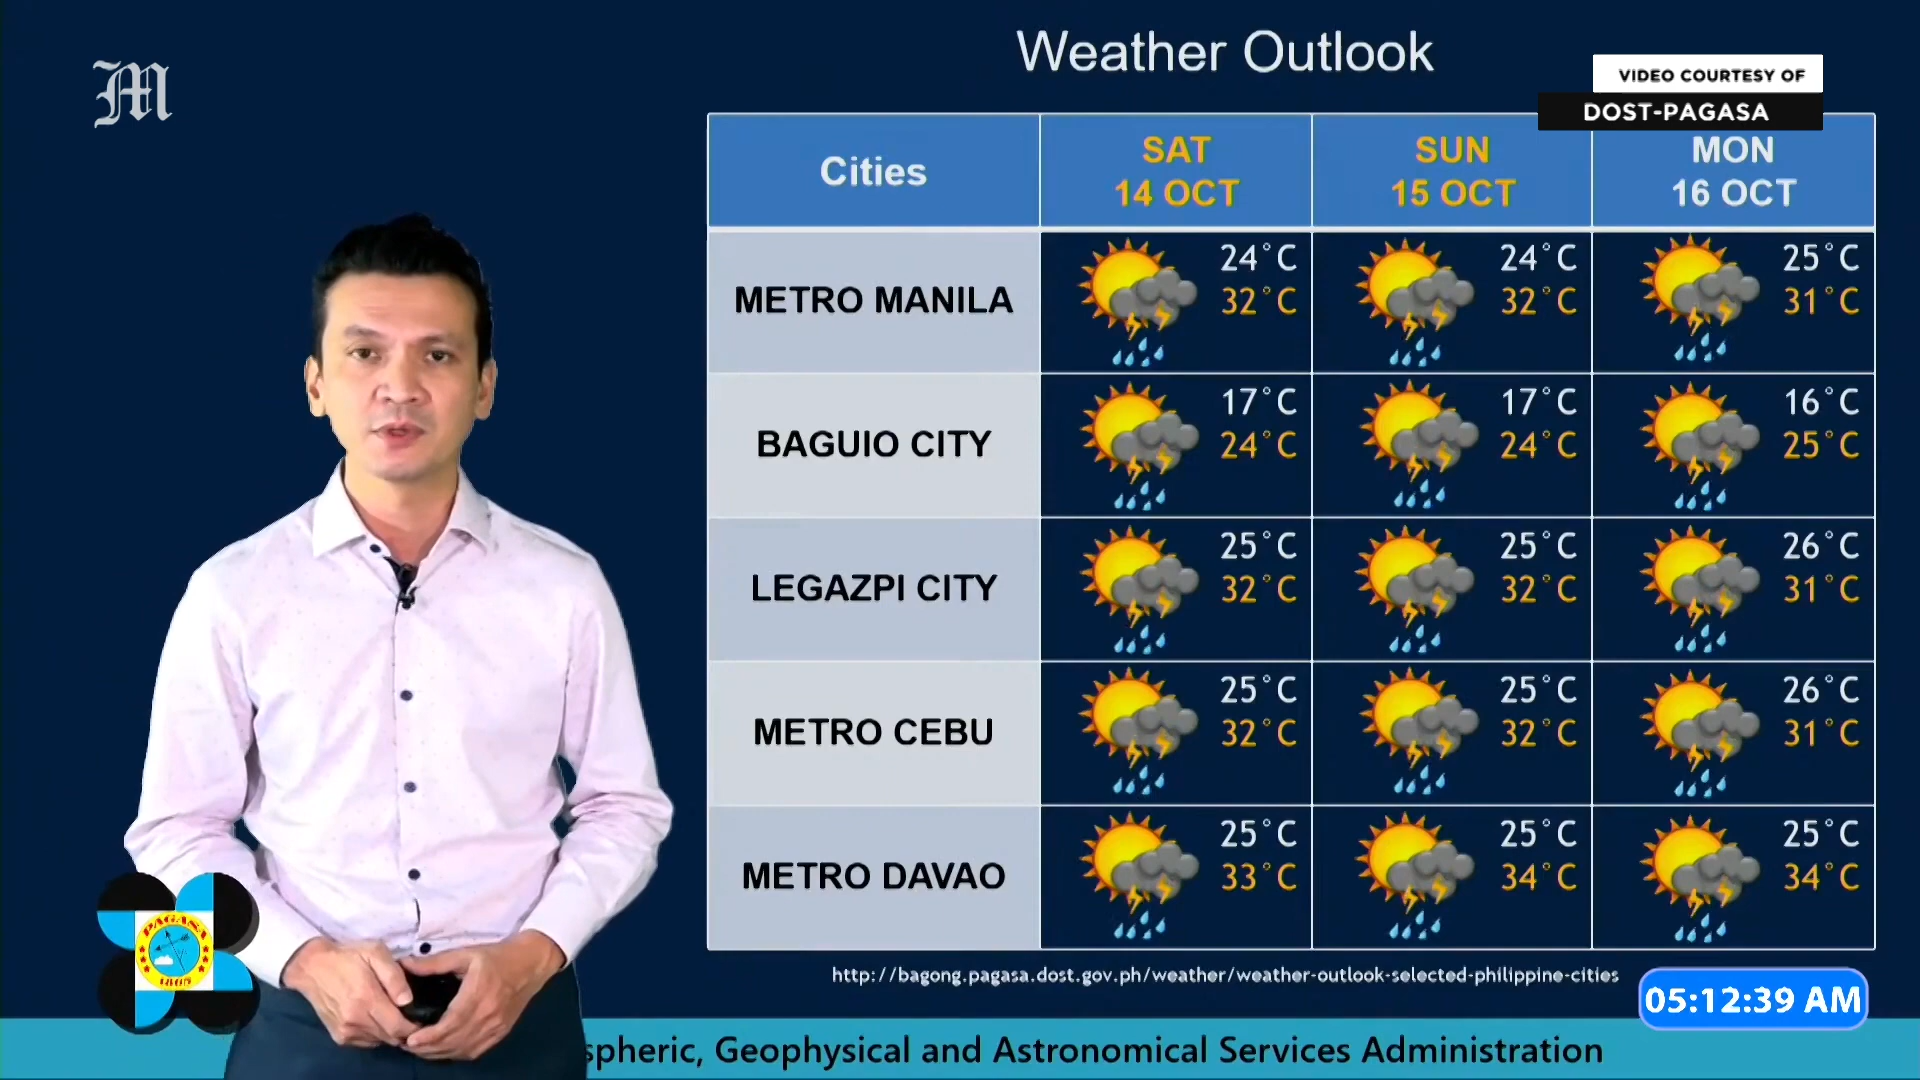 M
Weather Outlook
VIDEO COURTESY OF
DOST-PAGASA
Cities
SAT
14 OCT
SUN
15 OCT
MON
16 OCT
METRO MANILA
24°C
32°C
24°C
32°C
25°C
31°C
BAGUIO CITY
17°C
24°C
17°C
24°C
16°C
25°C
LEGAZPI CITY
25°C
32°C
25°C
32°C
26°C
31°C
METRO CEBU
25°C
32°C
25°C
32°C
26°C
31°C
METRO DAVAO
25°C
33°C
25°C
34°C
25°C
34°C
PAGASA
1865
http://bagong.pagasa.dost.gov.ph/weather/weather-outlook-selected-philippine-cities
05:12:39 AM
spheric, Geophysical and Astronomical Services Administration